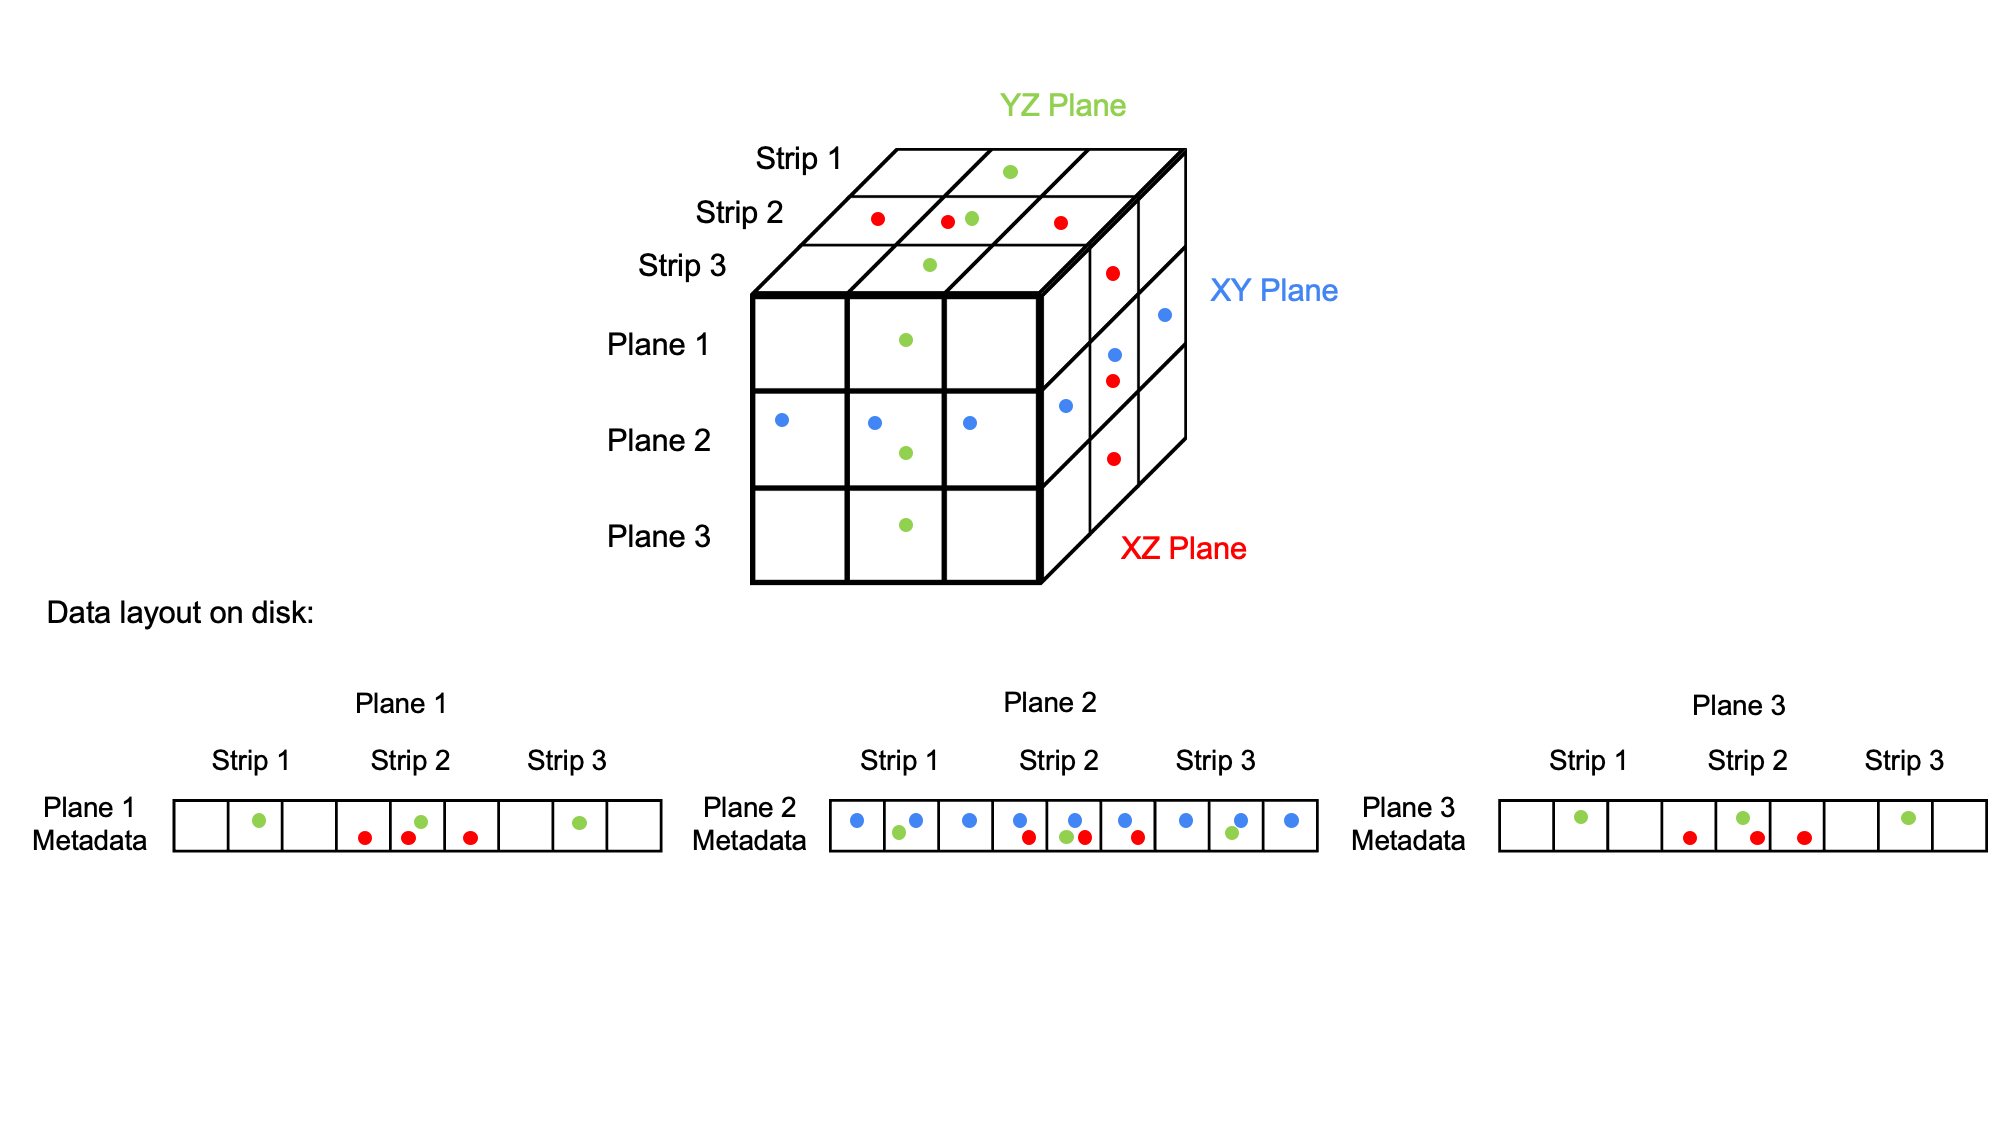 YZ Plane
Strip 1
Strip 2
Strip 3
XY Plane
Plane 1
Plane 2
Plane 3
XZ Plane
Data layout on disk:
Plane 1
Plane 2
Plane 3
Strip 1
Strip 2
Strip 3
Strip 1
Strip 2
Strip 3
Strip 1
Strip 2
Strip 3
Plane 1
Metadata
Plane 2
Metadata
Plane 3
Metadata